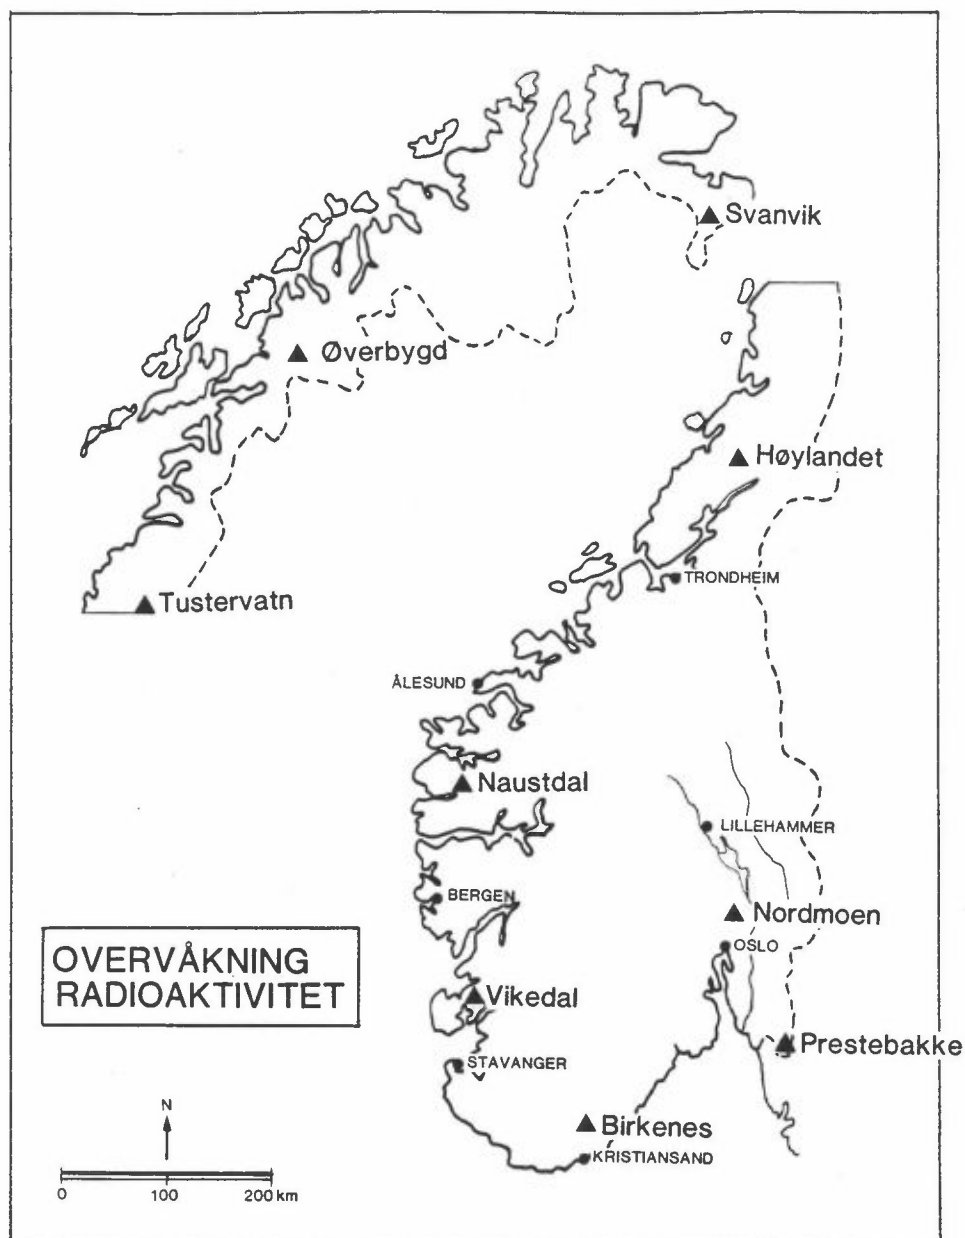 Svanvik
Øverbygd
Høylandet
TRONDHEIM
Tustervatn
ÅLESUND
Naustdal
LILLEHAMMER
BERGEN
Nordmoen
OSLO
OVERVÅKNING
RADIOAKTIVITET
Vikedal
Prestebakke
STAVANGER
N
Birkenes
KRISTIANSAND
0 100 200 km